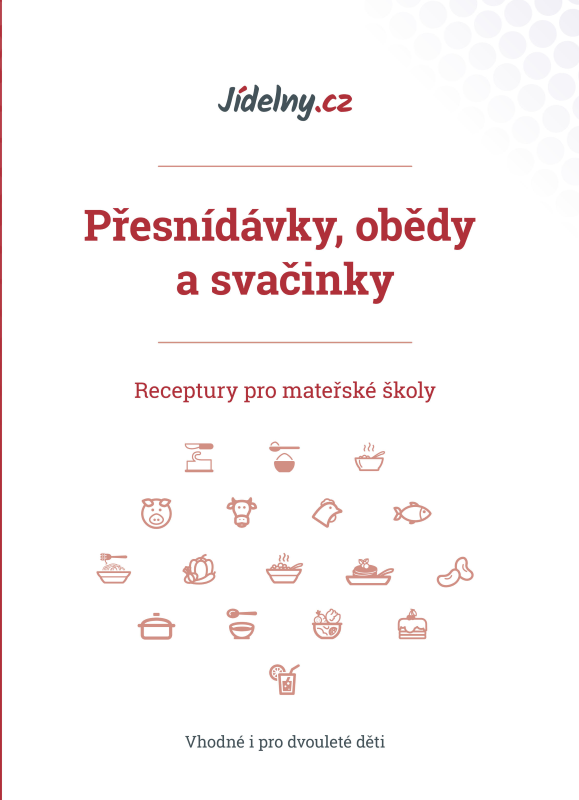 Jídelny.cz
Přesnídávky, obědy
a svačinky
Receptury pro mateřské školy
Vhodné i pro dvouleté děti